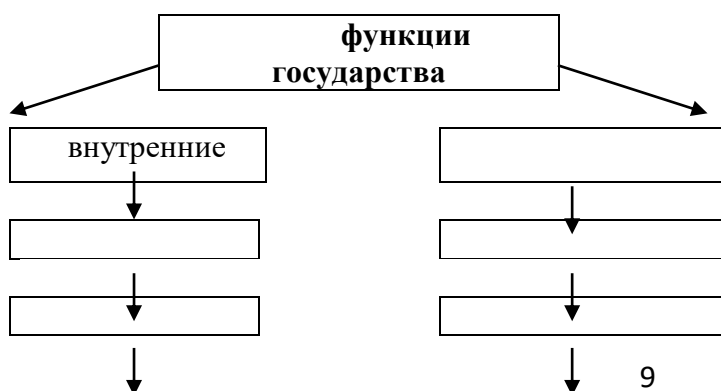 функции
государства
внутренние
9